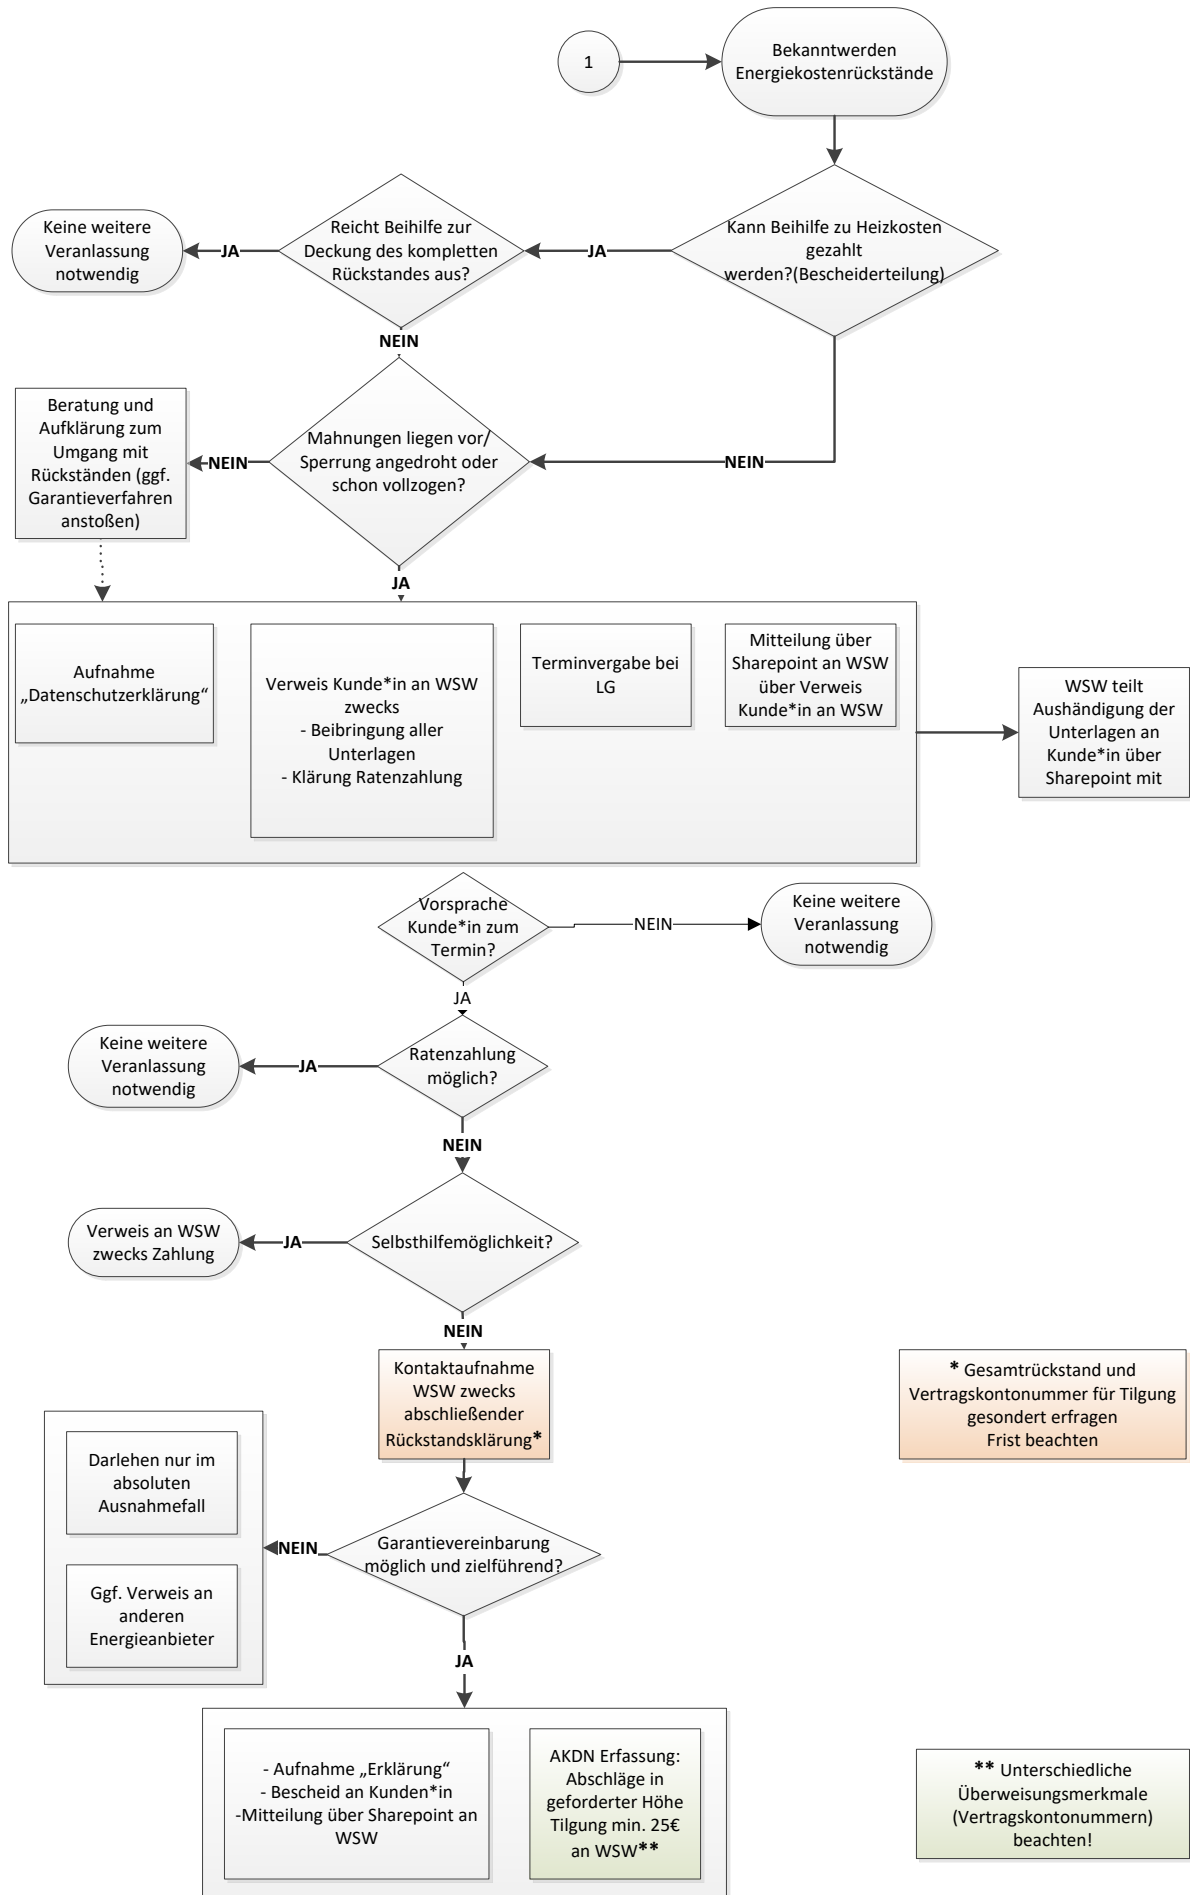 1
Bekanntwerden
Energiekostenrückstände
Kann Beihilfe zu Heizkosten
gezahlt
werden?(Bescheiderteilung)
JA
Reicht Beihilfe zur
Deckung des kompletten
Rückstandes aus?
JA
Keine weitere
Veranlassung
notwendig
NEIN
NEIN
Mahnungen liegen vor/
Sperrung angedroht oder
schon vollzogen?
NEIN
Beratung und
Aufklärung zum
Umgang mit
Rückständen (ggf.
Garantieverfahren
anstoßen)
JA
Aufnahme
„Datenschutzerklärung“
Verweis Kunde*in an WSW
zwecks
- Beibringung aller
Unterlagen
- Klärung Ratenzahlung
Terminvergabe bei
LG
Mitteilung über
Sharepoint an WSW
über Verweis
Kunde*in an WSW
WSW teilt
Aushändigung der
Unterlagen an
Kunde*in über
Sharepoint mit
Vorsprache
Kunde*in zum
Termin?
NEIN
Keine weitere
Veranlassung
notwendig
JA
Ratenzahlung
möglich?
JA
Keine weitere
Veranlassung
notwendig
NEIN
Selbsthilfemöglichkeit?
JA
Verweis an WSW
zwecks Zahlung
NEIN
Kontaktaufnahme
WSW zwecks
abschließender
Rückstandsklärung*
* Gesamtrückstand und
Vertragskontonummer für Tilgung
gesondert erfragen
Frist beachten
Garantievereinbarung
möglich und zielführend?
NEIN
Darlehen nur im
absoluten
Ausnahmefall
Ggf. Verweis an
anderen
Energieanbieter
JA
- Aufnahme „Erklärung“
- Bescheid an Kunden*in
-Mitteilung über Sharepoint an
WSW
AKDN Erfassung:
Abschläge in
geforderter Höhe
Tilgung min. 25€
an WSW**
** Unterschiedliche
Überweisungsmerkmale
(Vertragskontonummern)
beachten!